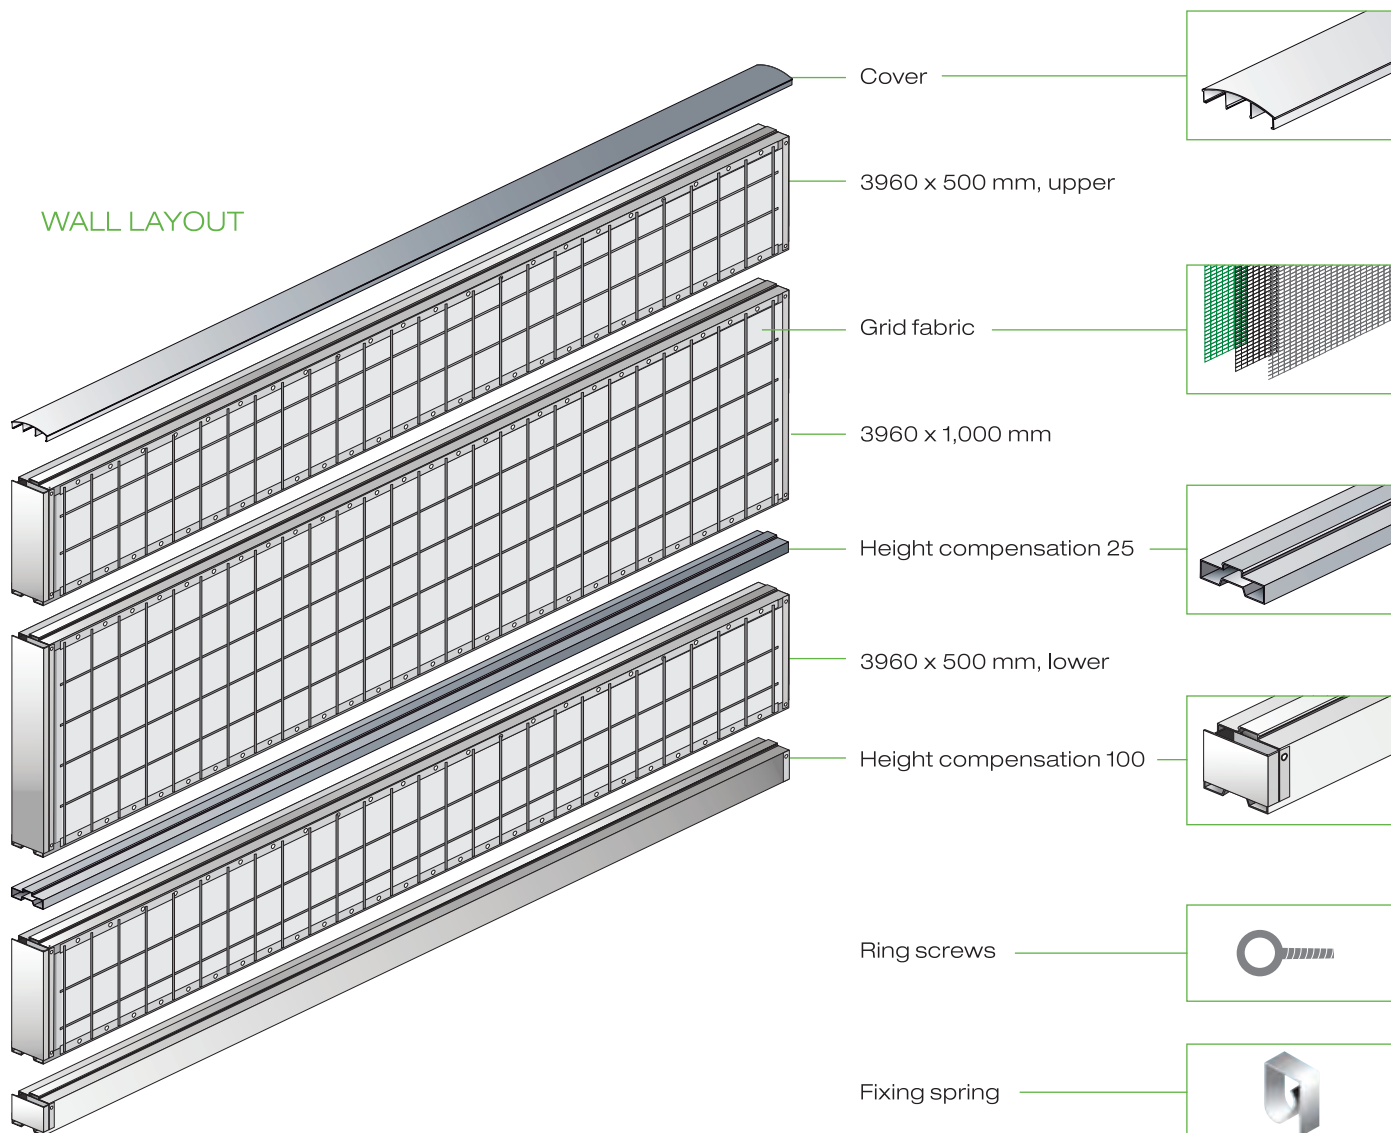 WALL LAYOUT
Cover
3960 x 500 mm, upper
Grid fabric
3960 x 1,000 mm
Height compensation 25
3960 x 500 mm, lower
Height compensation 100
Ring screws
Fixing spring